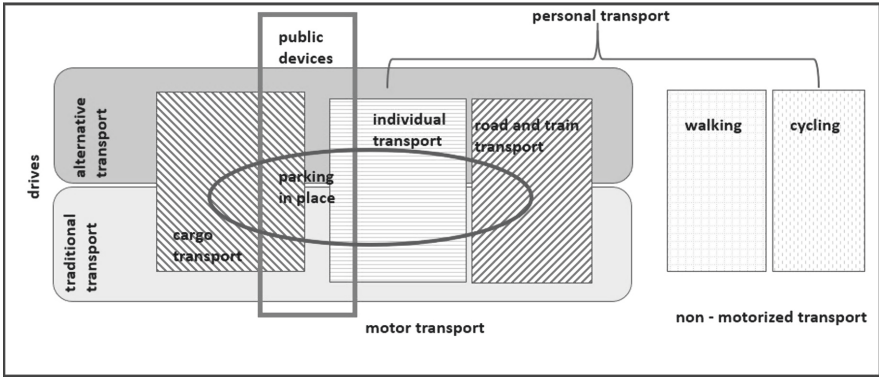 personal transport
public
devices
alternative
transport
individual
transport
road and train
transport
walking
cycling
drives
parking
in place
traditional
transport
cargo
transport
motor transport
non - motorized transport